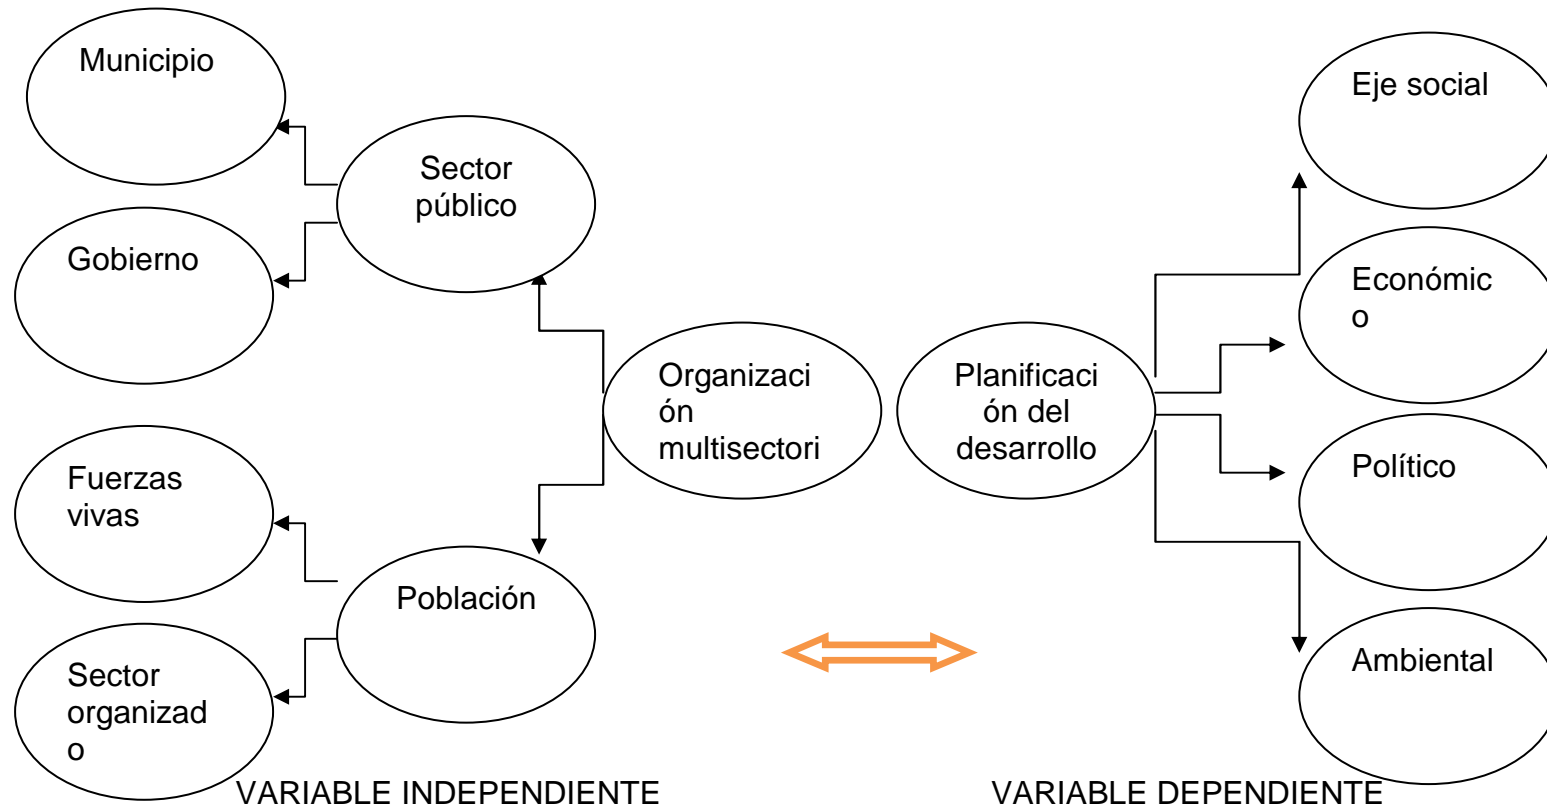 Municipio
Gobierno
Sector
público
Fuerzas
vivas
Sector
organizad
o
Población
Organizaci
ón
multisectori
Planificaci
ón del
desarrollo
Eje social
Económic
o
Político
Ambiental
VARIABLE INDEPENDIENTE
VARIABLE DEPENDIENTE